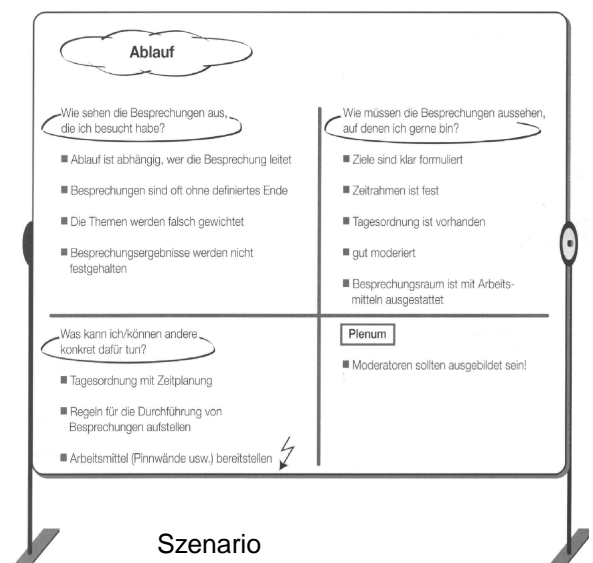 Ablauf
Wie sehen die Besprechungen aus,
die ich besucht habe?
■ Ablauf ist abhängig, wer die Besprechung leitet
■ Besprechungen sind oft ohne definiertes Ende
■ Die Themen werden falsch gewichtet
■ Besprechungsergebnisse werden nicht
festgehalten
Wie müssen die Besprechungen aussehen,
auf denen ich gerne bin?
■ Ziele sind klar formuliert
■ Zeitrahmen ist fest
■ Tagesordnung ist vorhanden
■ gut moderiert
■ Besprechungsraum ist mit Arbeits-
mitteln ausgestattet
Was kann ich/können andere
konkret dafür tun?
■ Tagesordnung mit Zeitplanung
■ Regeln für die Durchführung von
Besprechungen aufstellen
■ Arbeitsmittel (Pinnwände usw.) bereitstellen
Plenum
■ Moderatoren sollten ausgebildet sein!
Szenario